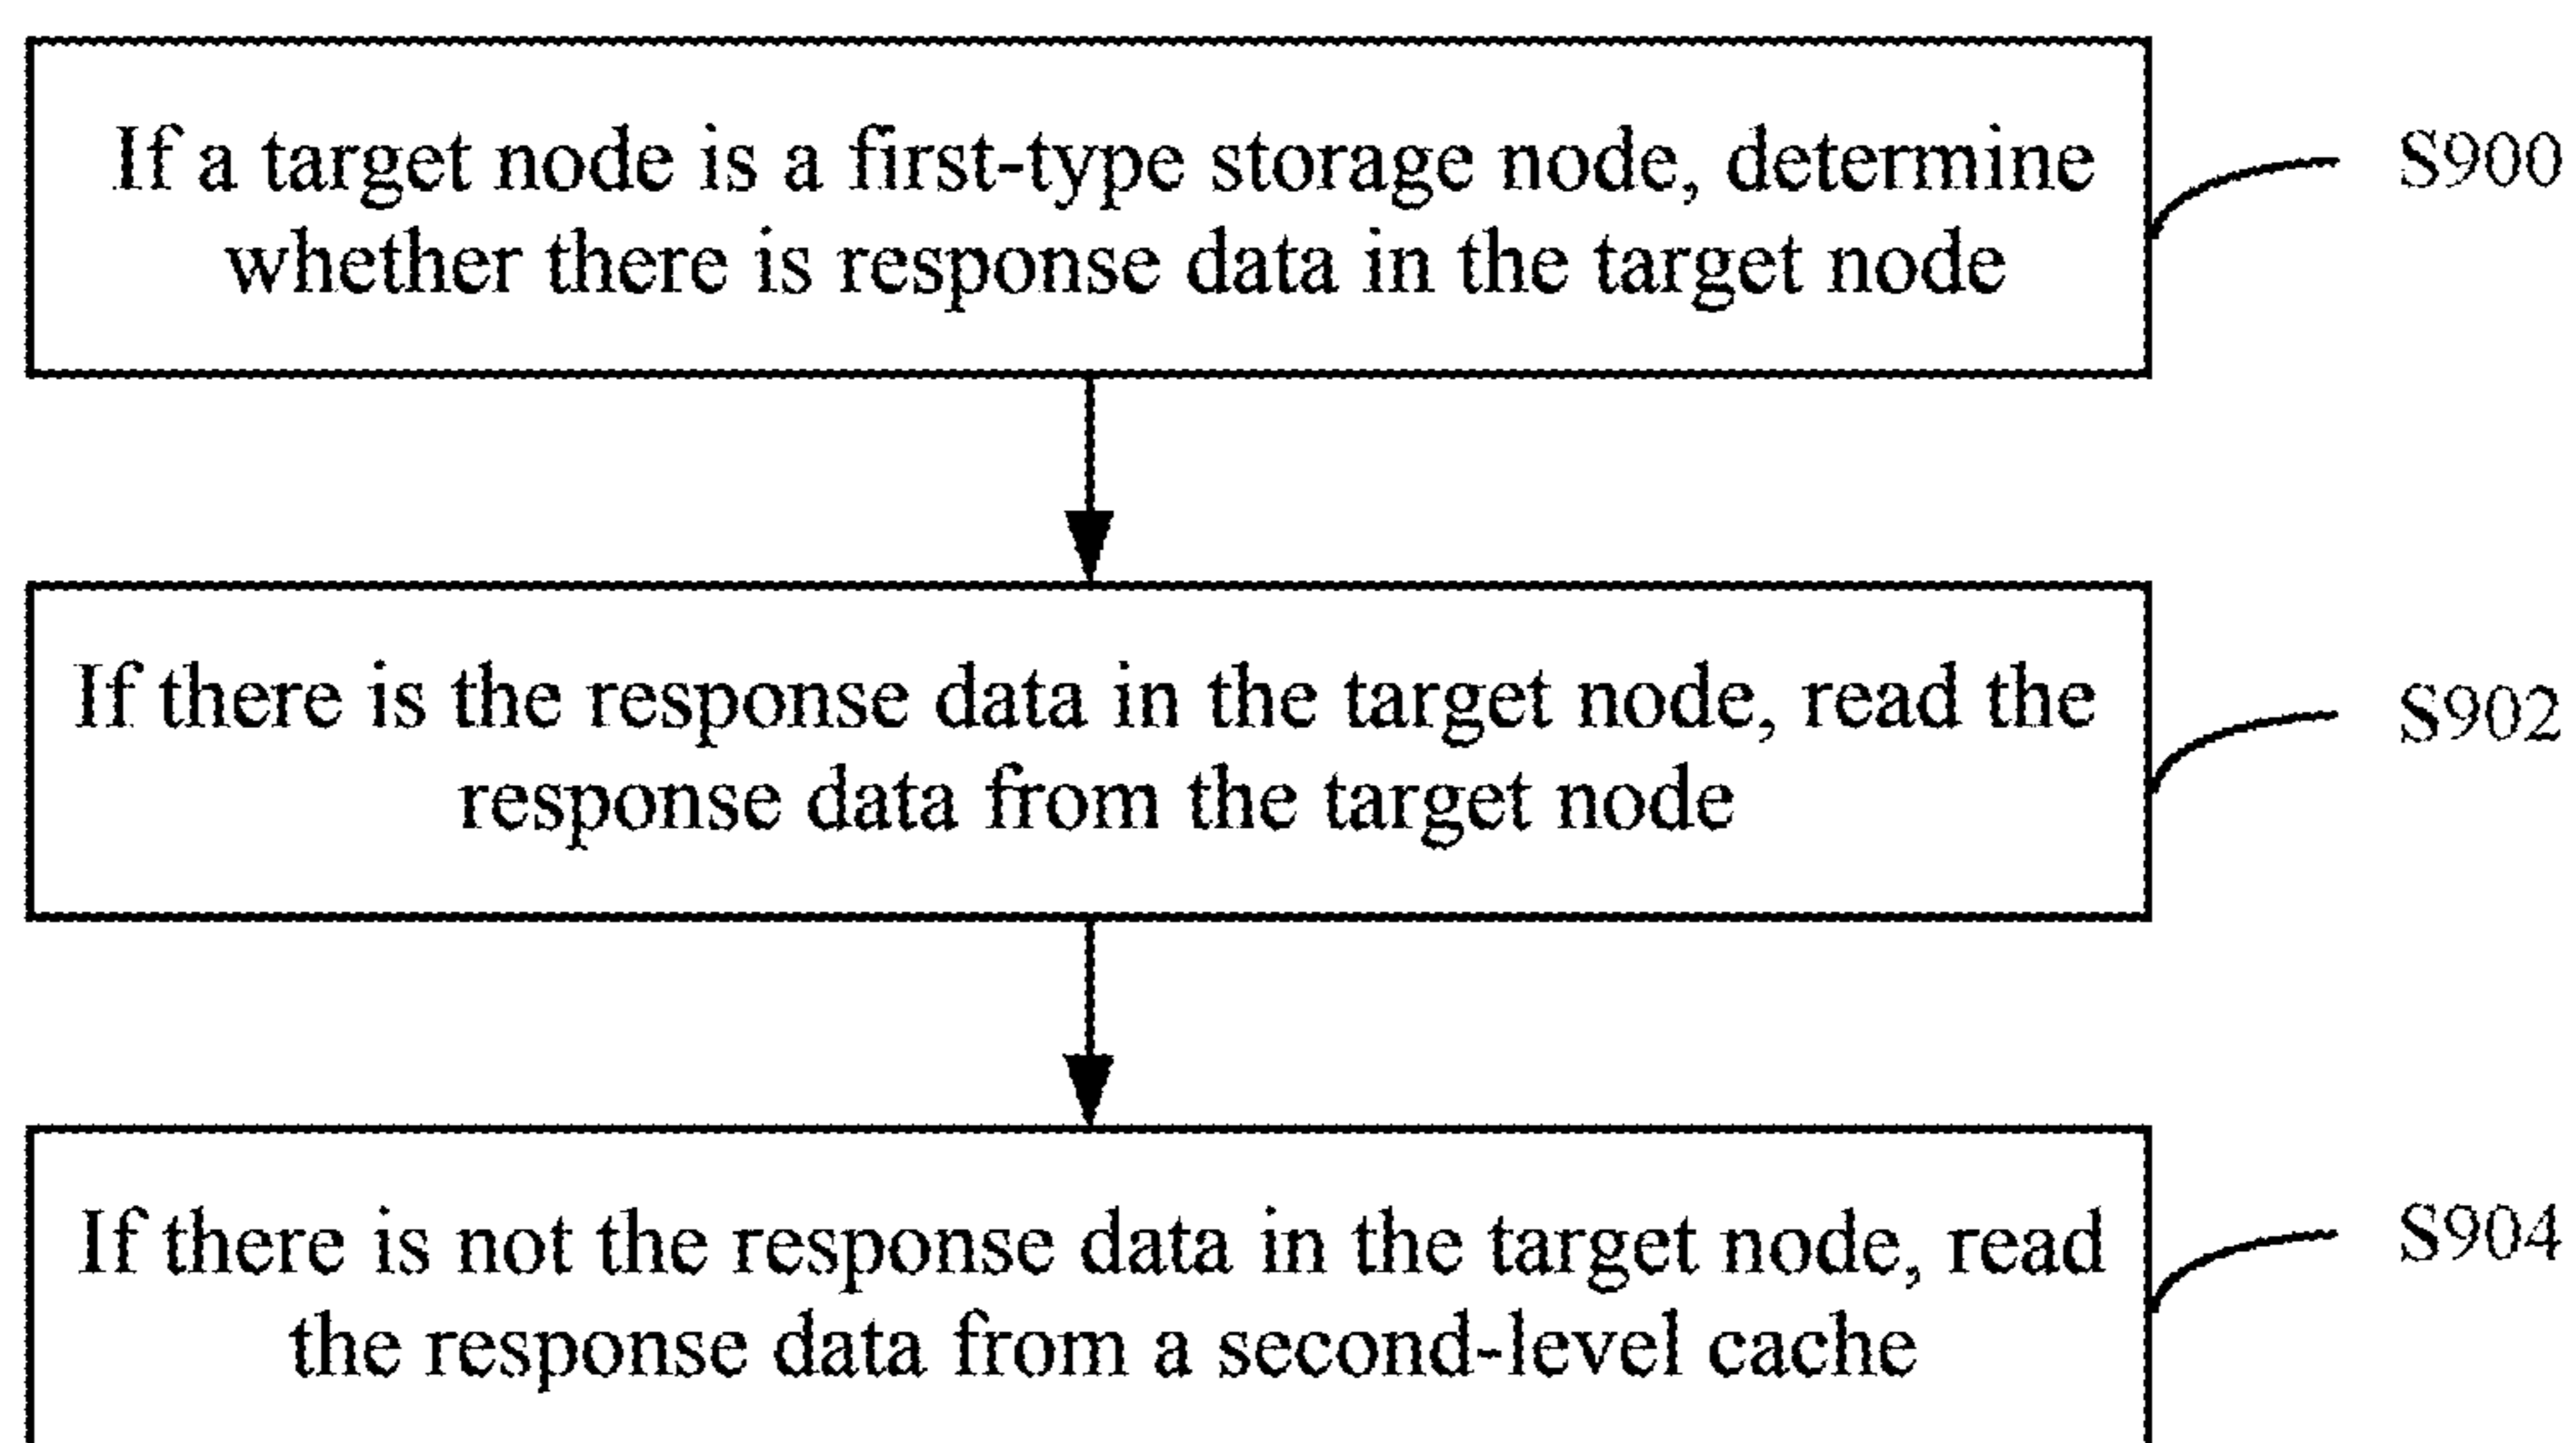 If a target node is a first-type storage node, determine
whether there is response data in the target node
S900
If there is the response data in the target node, read the
response data from the target node
S902
If there is not the response data in the target node, read
the response data from a second-level cache
S904